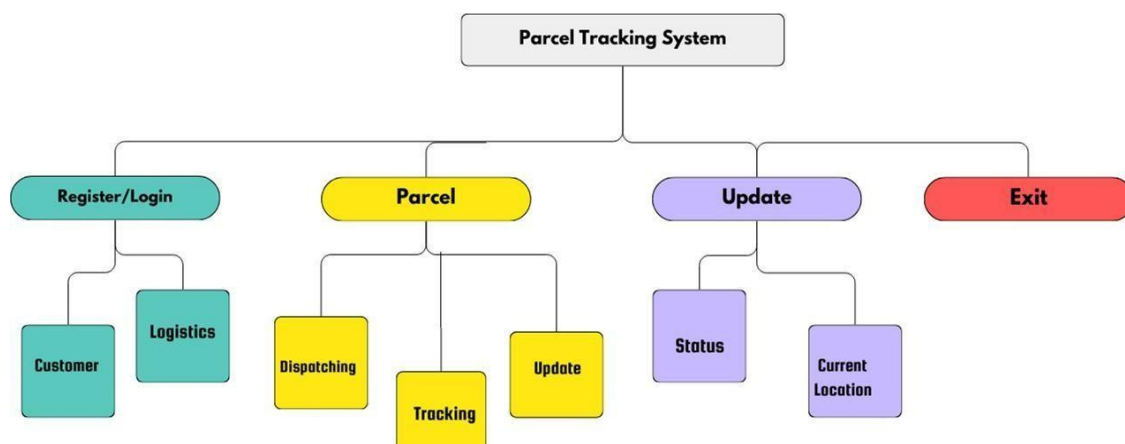 Parcel Tracking System
Register/Login
Parcel
Update
Exit
Customer
Logistics
Dispatching
Tracking
Update
Status
Current
Location